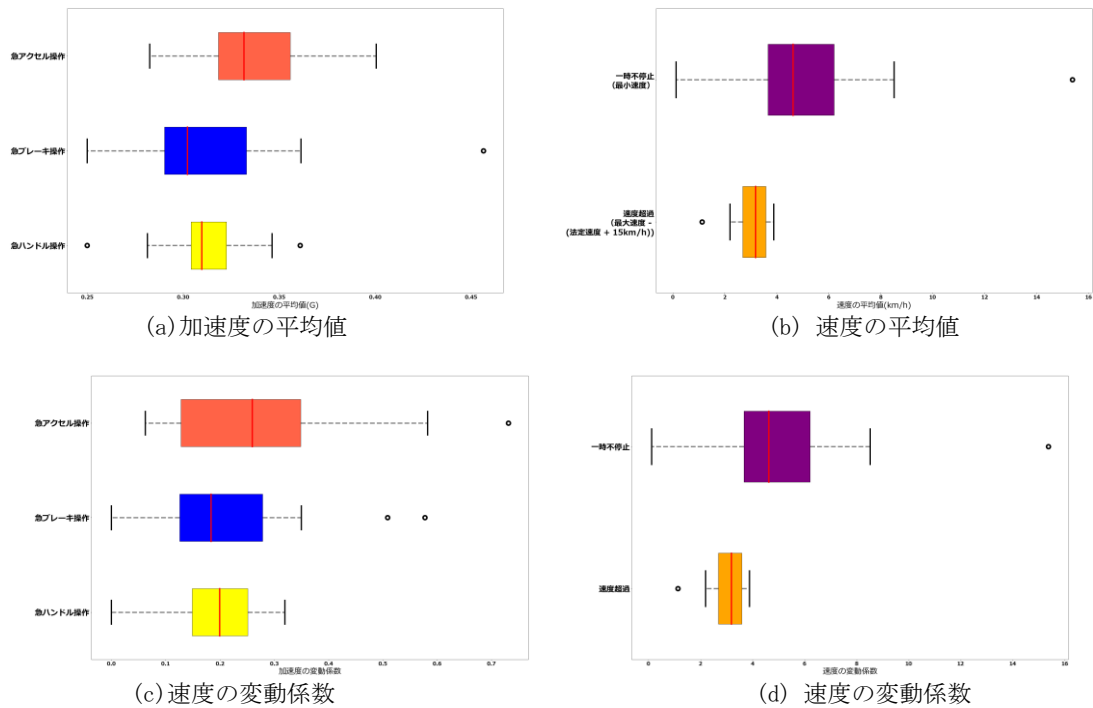 急アクセル操作
急ブレーキ操作
急ハンドル操作
0.25 0.30 0.35 0.40 0.45
加速度の平均値(G)
(a)加速度の平均値
一時不停止
(最小速度)
速度超過
(最大速度 -
(法定速度 + 15km/h))
0 2 4 6 8 10 12 14 16
速度の平均値(km/h)
(b) 速度の平均値
急アクセル操作
急ブレーキ操作
急ハンドル操作
0.0 0.1 0.2 0.3 0.4 0.5 0.6 0.7
加速度の変動係数
(c)速度の変動係数
一時不停止
速度超過
0 2 4 6 8 10 12 14 16
速度の変動係数
(d) 速度の変動係数